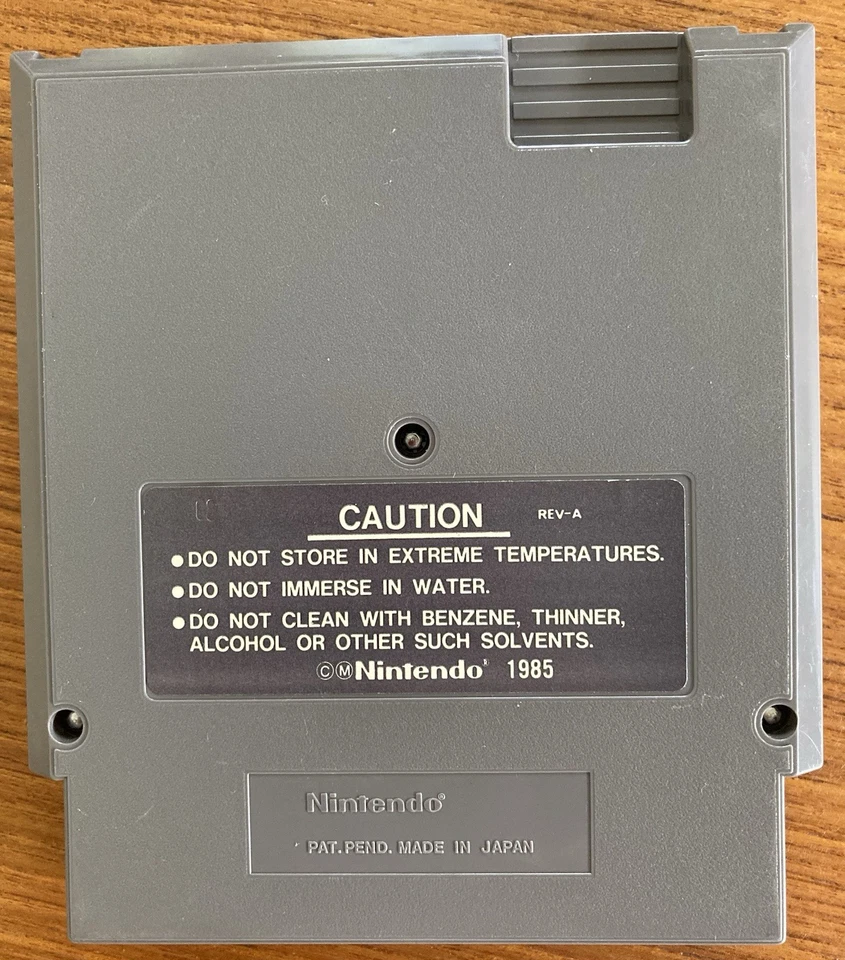 CAUTION REV-A
●DO NOT STORE IN EXTREME TEMPERATURES.
●DO NOT IMMERSE IN WATER.
●DO NOT CLEAN WITH BENZENE, THINNER,
ALCOHOL OR OTHER SUCH SOLVENTS.
ⒸⓂNintendo® 1985
Nintendo®
PAT.PEND. MADE IN JAPAN